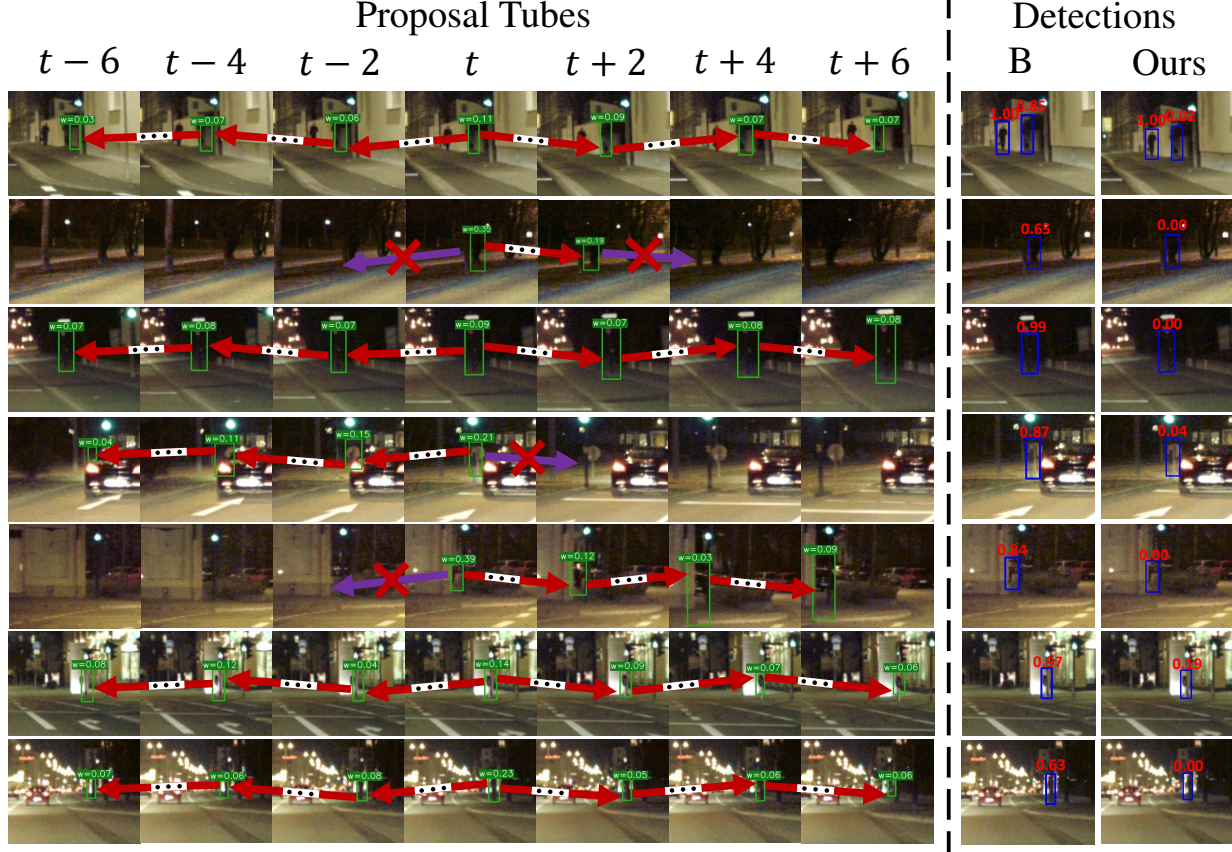 Proposal Tubes Detections
t − 6 t − 4 t − 2 t t + 2 t + 4 t + 6 B Ours
w=0.03 w=0.07 w=0.06 w=0.11 w=0.09 w=0.07 w=0.07 1.00 0.85 1.00 0.02
w=0.35 w=0.19 0.65 0.00
w=0.07 w=0.08 w=0.07 w=0.09 w=0.07 w=0.08 w=0.08 0.99 0.00
w=0.04 w=0.11 w=0.15 w=0.21 0.87 0.04
w=0.39 w=0.12 w=0.03 w=0.09 0.84 0.00
w=0.08 w=0.12 w=0.04 w=0.14 w=0.09 w=0.07 w=0.06 0.19
w=0.07 w=0.06 w=0.08 w=0.23 w=0.05 w=0.06 w=0.06 0.63 0.00